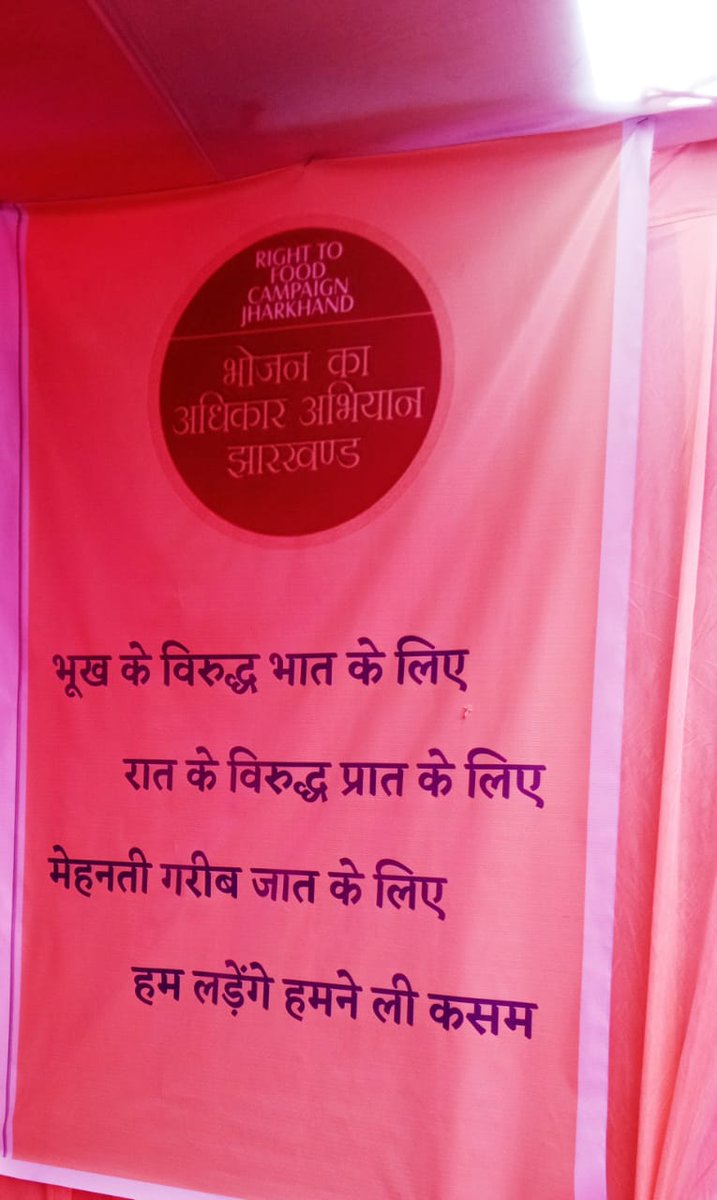 RIGHT TO
FOOD
CAMPAIGN
JHARKHAND
भोजन का
अधिकार अभियान
झारखण्ड
भूख के विरुद्ध भात के लिए
रात के विरुद्ध प्रात के लिए
मेहनती गरीब जात के लिए
हम लड़ेंगे हमने ली कसम